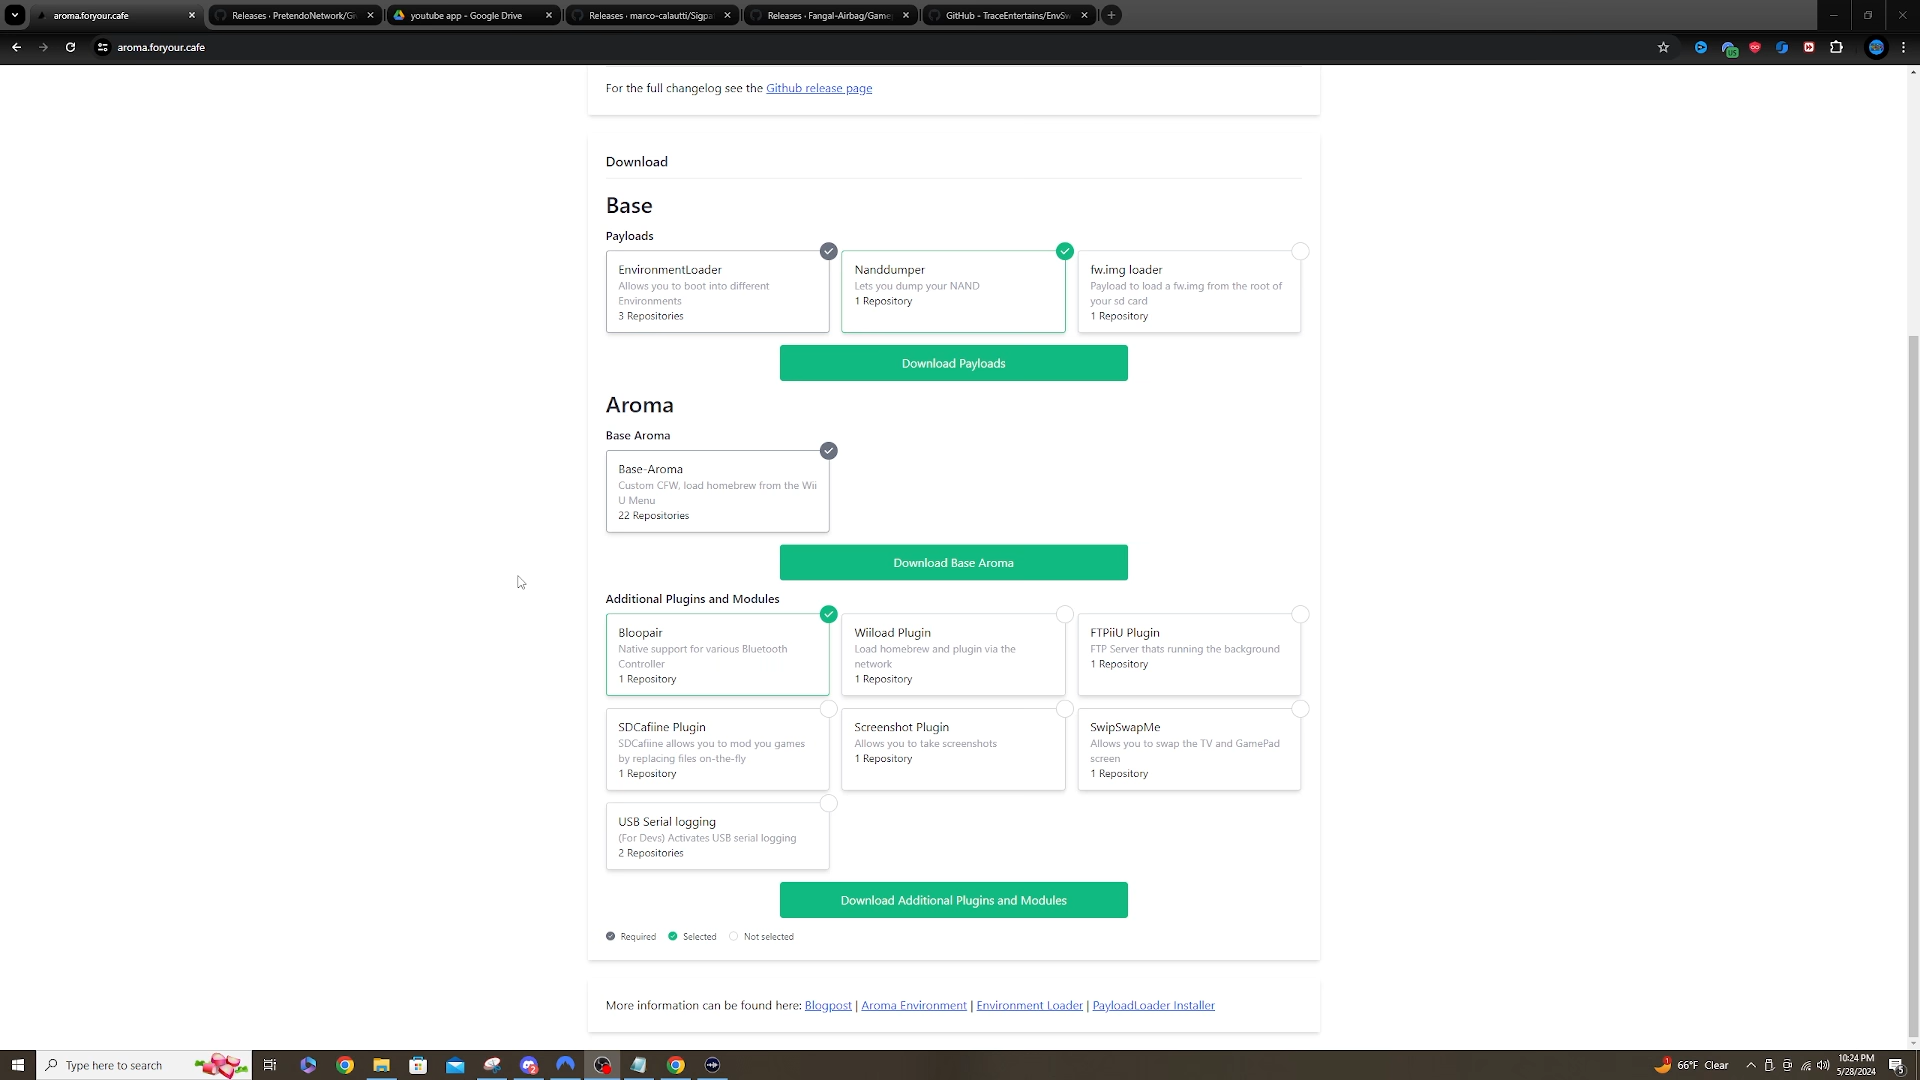 aroma.foryour.cafe
Releases · PretendoNetwork/Gi
youtube app - Google Drive
Releases · marco-calautti/Sigpa
Releases · Fangal-Airbag/Game
GitHub - TraceEntertains/EnvSw
aroma.foryour.cafe
US
For the full changelog see the Github release page
Download
Base
Payloads
EnvironmentLoader
Allows you to boot into different
Environments
3 Repositories
Nanddumper
Lets you dump your NAND
1 Repository
fw.img loader
Payload to load a fw.img from the root of
your sd card
1 Repository
Download Payloads
Aroma
Base Aroma
Base-Aroma
Custom CFW, load homebrew from the Wii
U Menu
22 Repositories
Download Base Aroma
Additional Plugins and Modules
Bloopair
Native support for various Bluetooth
Controller
1 Repository
Wiiload Plugin
Load homebrew and plugin via the
network
1 Repository
FTPiiU Plugin
FTP Server thats running the background
1 Repository
SDCafiine Plugin
SDCafiine allows you to mod you games
by replacing files on-the-fly
1 Repository
Screenshot Plugin
Allows you to take screenshots
1 Repository
SwipSwapMe
Allows you to swap the TV and GamePad
screen
1 Repository
USB Serial logging
(For Devs) Activates USB serial logging
2 Repositories
Download Additional Plugins and Modules
Required Selected Not selected
More information can be found here: Blogpost | Aroma Environment | Environment Loader | PayloadLoader Installer
Type here to search
66°F Clear
10:24 PM
5/28/2024